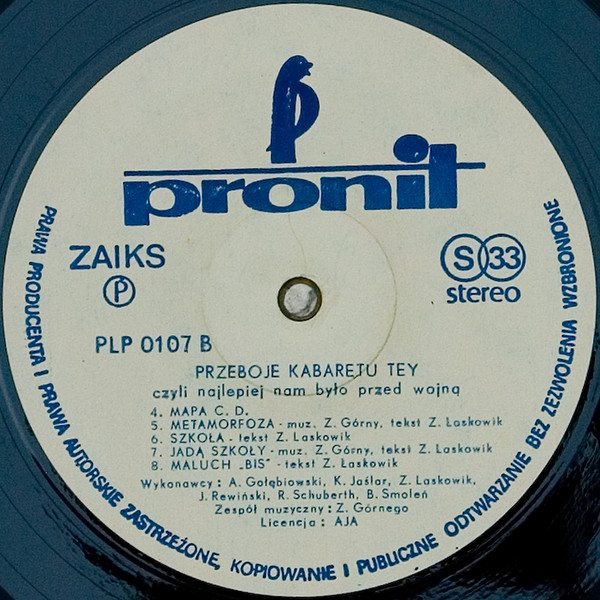 pronit
ZAIKS
P
S 33
stereo
PLP 0107 B
PRZEBOJE KABARETU TEY
czyli najlepiej nam było przed wojną
4. MAPA C. D.
5. METAMORFOZA - muz. Z. Górny, tekst Z. Laskowik
6. SZKOŁA - tekst Z. Laskowik
7. JADĄ SZKOŁY - muz. Z. Górny, tekst Z. Laskowik
8. MALUCH „BIS" - tekst Z. Łaskowik
Wykonawcy : A. Gołębiowski, K. Jaślar, Z. Laskowik,
J. Rewiński, R. Schuberth, B. Smoleń
Zespół muzyczny : Z. Górnego
Licencja : AJA
PRAWA PRODUCENTA I PRAWA AUTORSKIE ZASTRZEŻONE, KOPIOWANIE I PUBLICZNE ODTWARZANIE BEZ ZEZWOLENIA WZBRONIONE